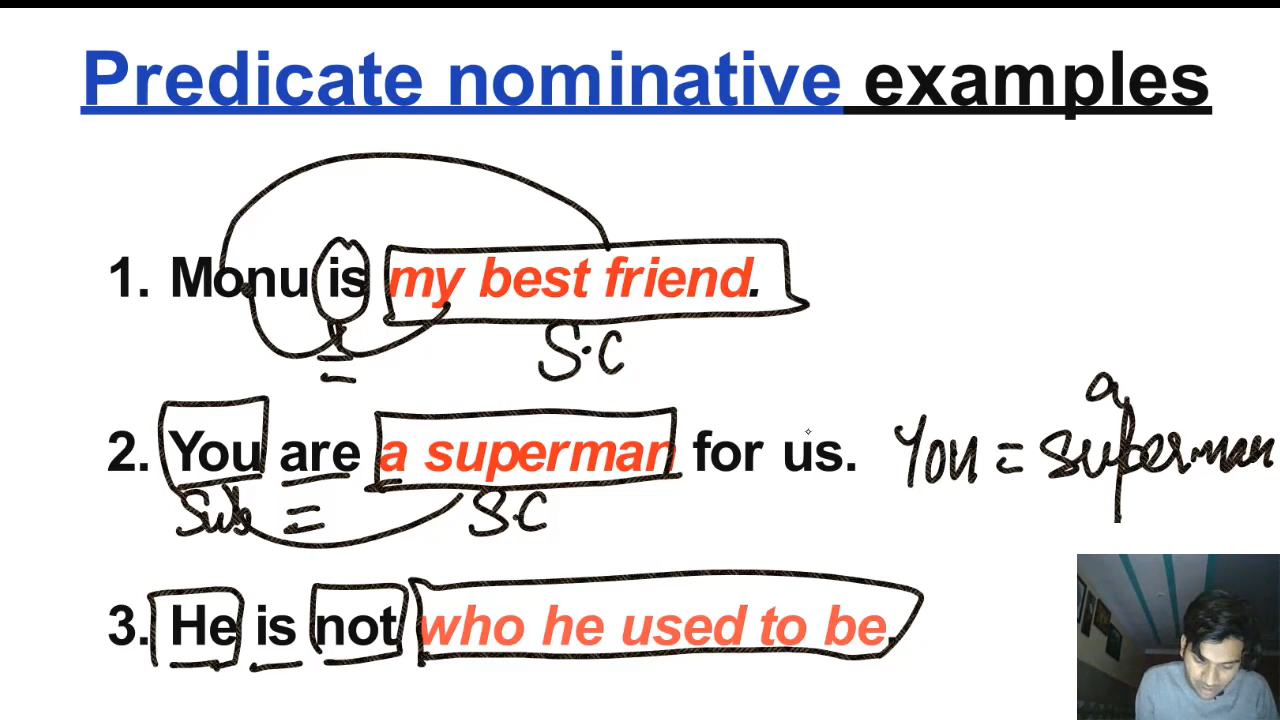 Predicate nominative examples
1. Monu is my best friend.
=
S.C
2. You are a superman for us.
Sub = S.C
a
You = superman
3. He is not who he used to be.